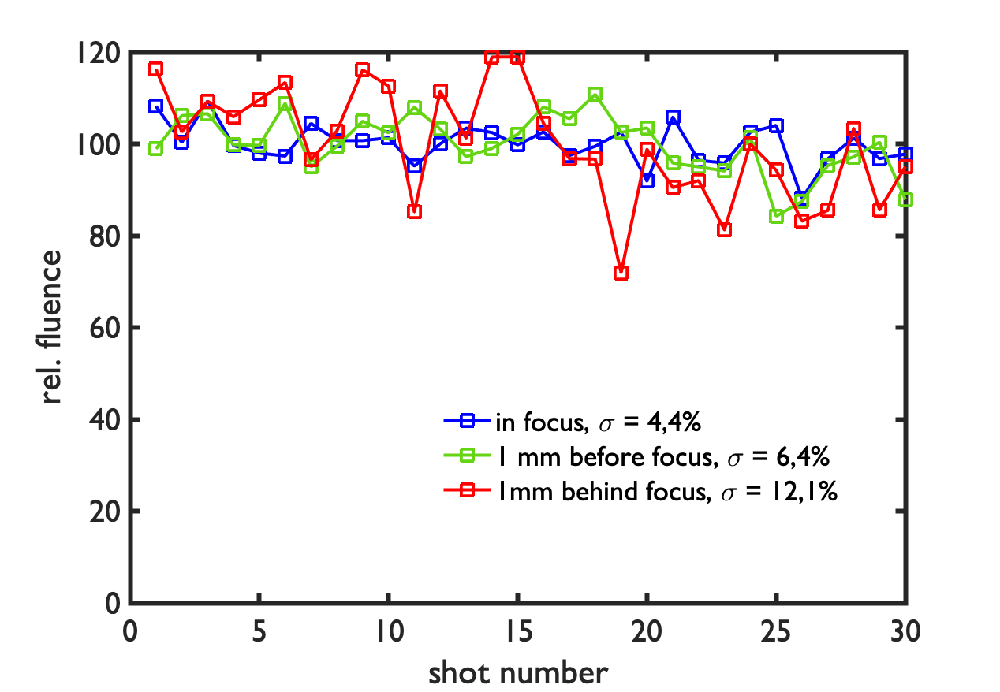 120
100
80
60
40
20
0
rel. fluence
in focus, σ = 4,4%
1 mm before focus, σ = 6,4%
1mm behind focus, σ = 12,1%
0 5 10 15 20 25 30
shot number